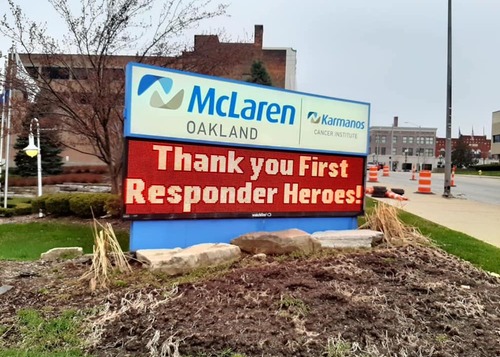 McLaren
OAKLAND
Karmanos
CANCER INSTITUTE
Thank you First
Responder Heroes!